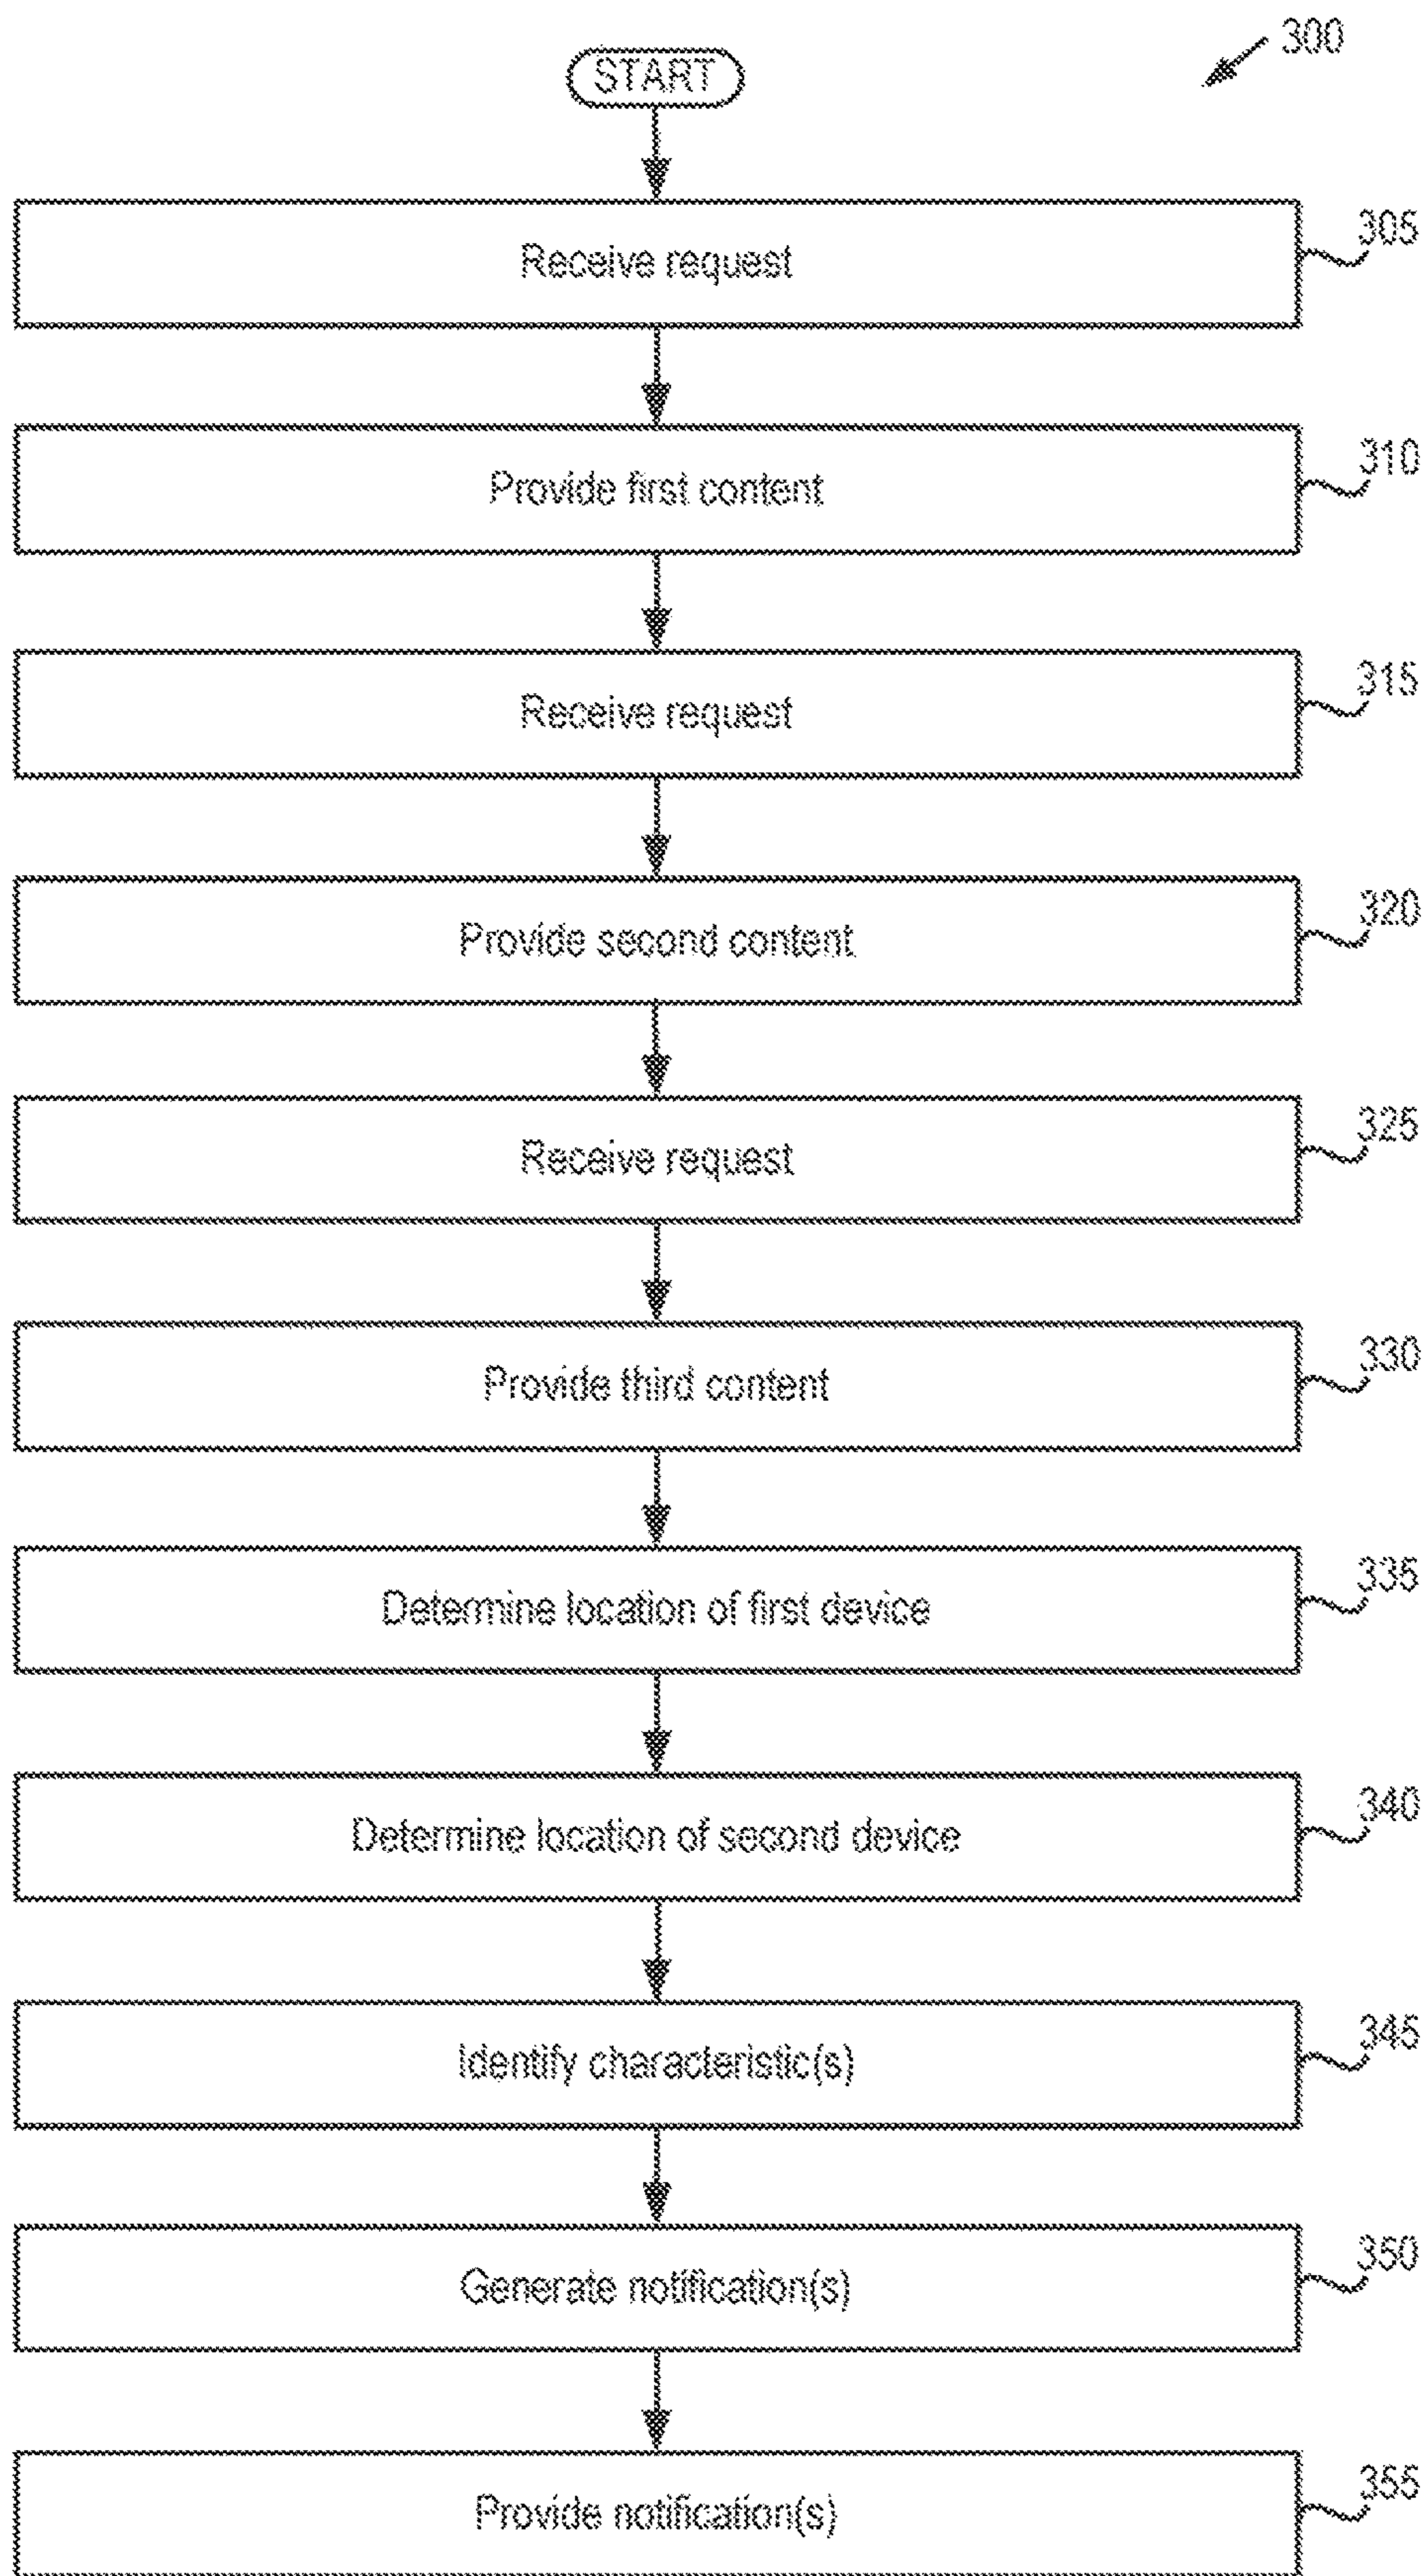 300
START
Receive request
305
Provide first content
310
Receive request
315
Provide second content
320
Receive request
325
Provide third content
330
Determine location of first device
335
Determine location of second device
340
Identify characteristic(s)
345
Generate notification(s)
350
Provide notification(s)
355